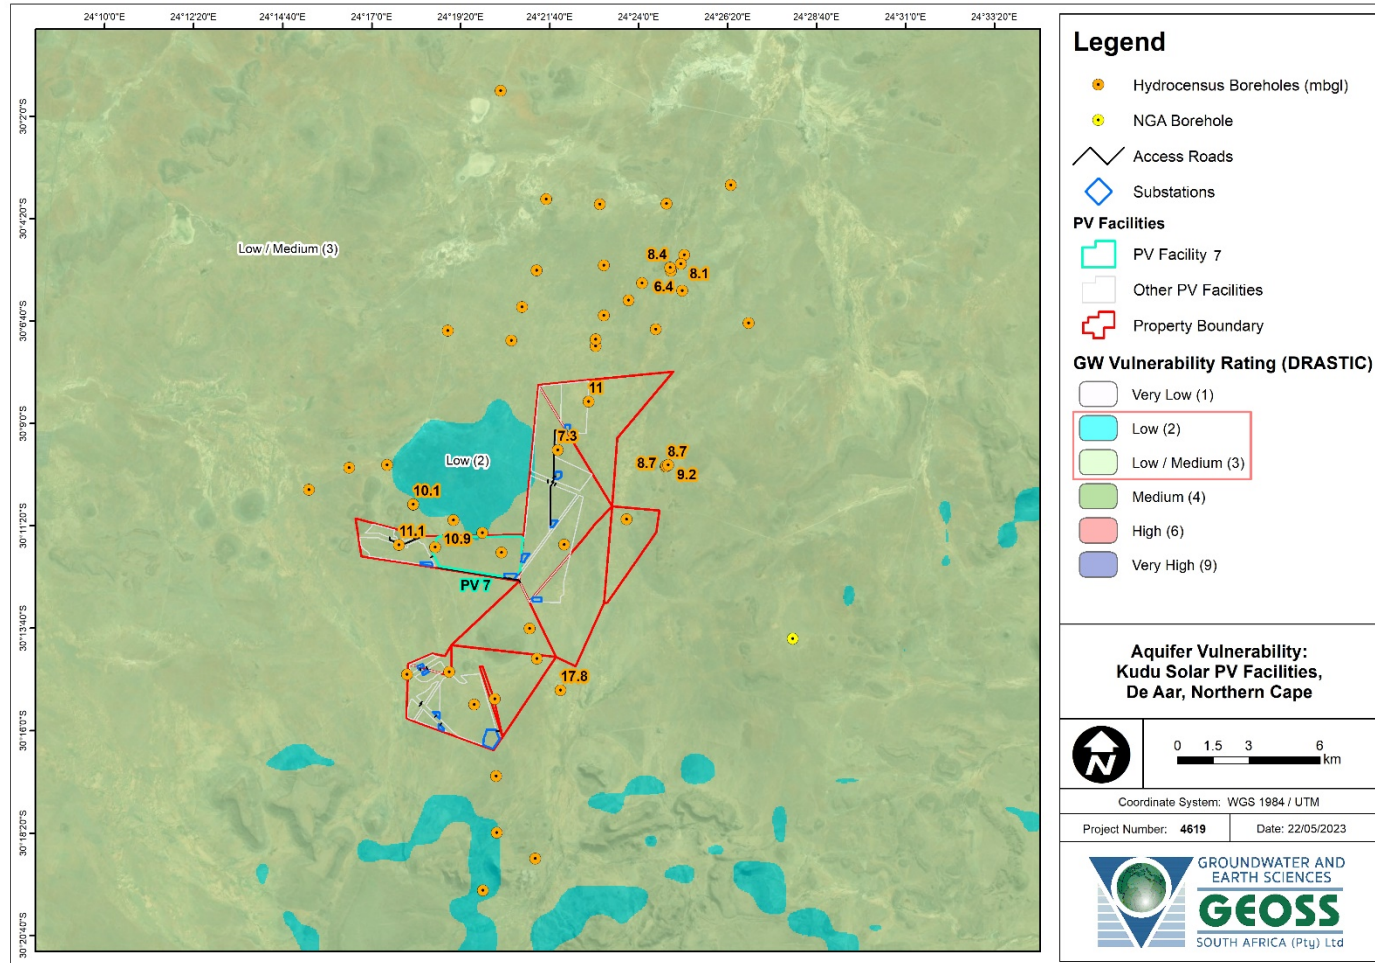 24°10'0"E
24°12'20"E
24°14'40"E
24°17'0"E
24°19'20"E
24°21'40"E
24°24'0"E
24°26'20"E
24°28'40"E
24°31'0"E
24°33'20"E
30°2'0"S
30°4'20"S
30°6'40"S
30°9'0"S
30°11'20"S
30°13'40"S
30°16'0"S
30°18'20"S
30°20'40"S
Low / Medium (3)
8.4
8.1
6.4
11
7.3
Low (2)
8.7
8.7
9.2
10.1
11.1
10.9
PV 7
17.8
Legend
Hydrocensus Boreholes (mbgl)
NGA Borehole
Access Roads
Substations
PV Facilities
PV Facility 7
Other PV Facilities
Property Boundary
GW Vulnerability Rating (DRASTIC)
Very Low (1)
Low (2)
Low / Medium (3)
Medium (4)
High (6)
Very High (9)
Aquifer Vulnerability:
Kudu Solar PV Facilities,
De Aar, Northern Cape
N
0 1.5 3 6
km
Coordinate System: WGS 1984 / UTM
Project Number: 4619 Date: 22/05/2023
GROUNDWATER AND
EARTH SCIENCES
GEOSS
SOUTH AFRICA (Pty) Ltd